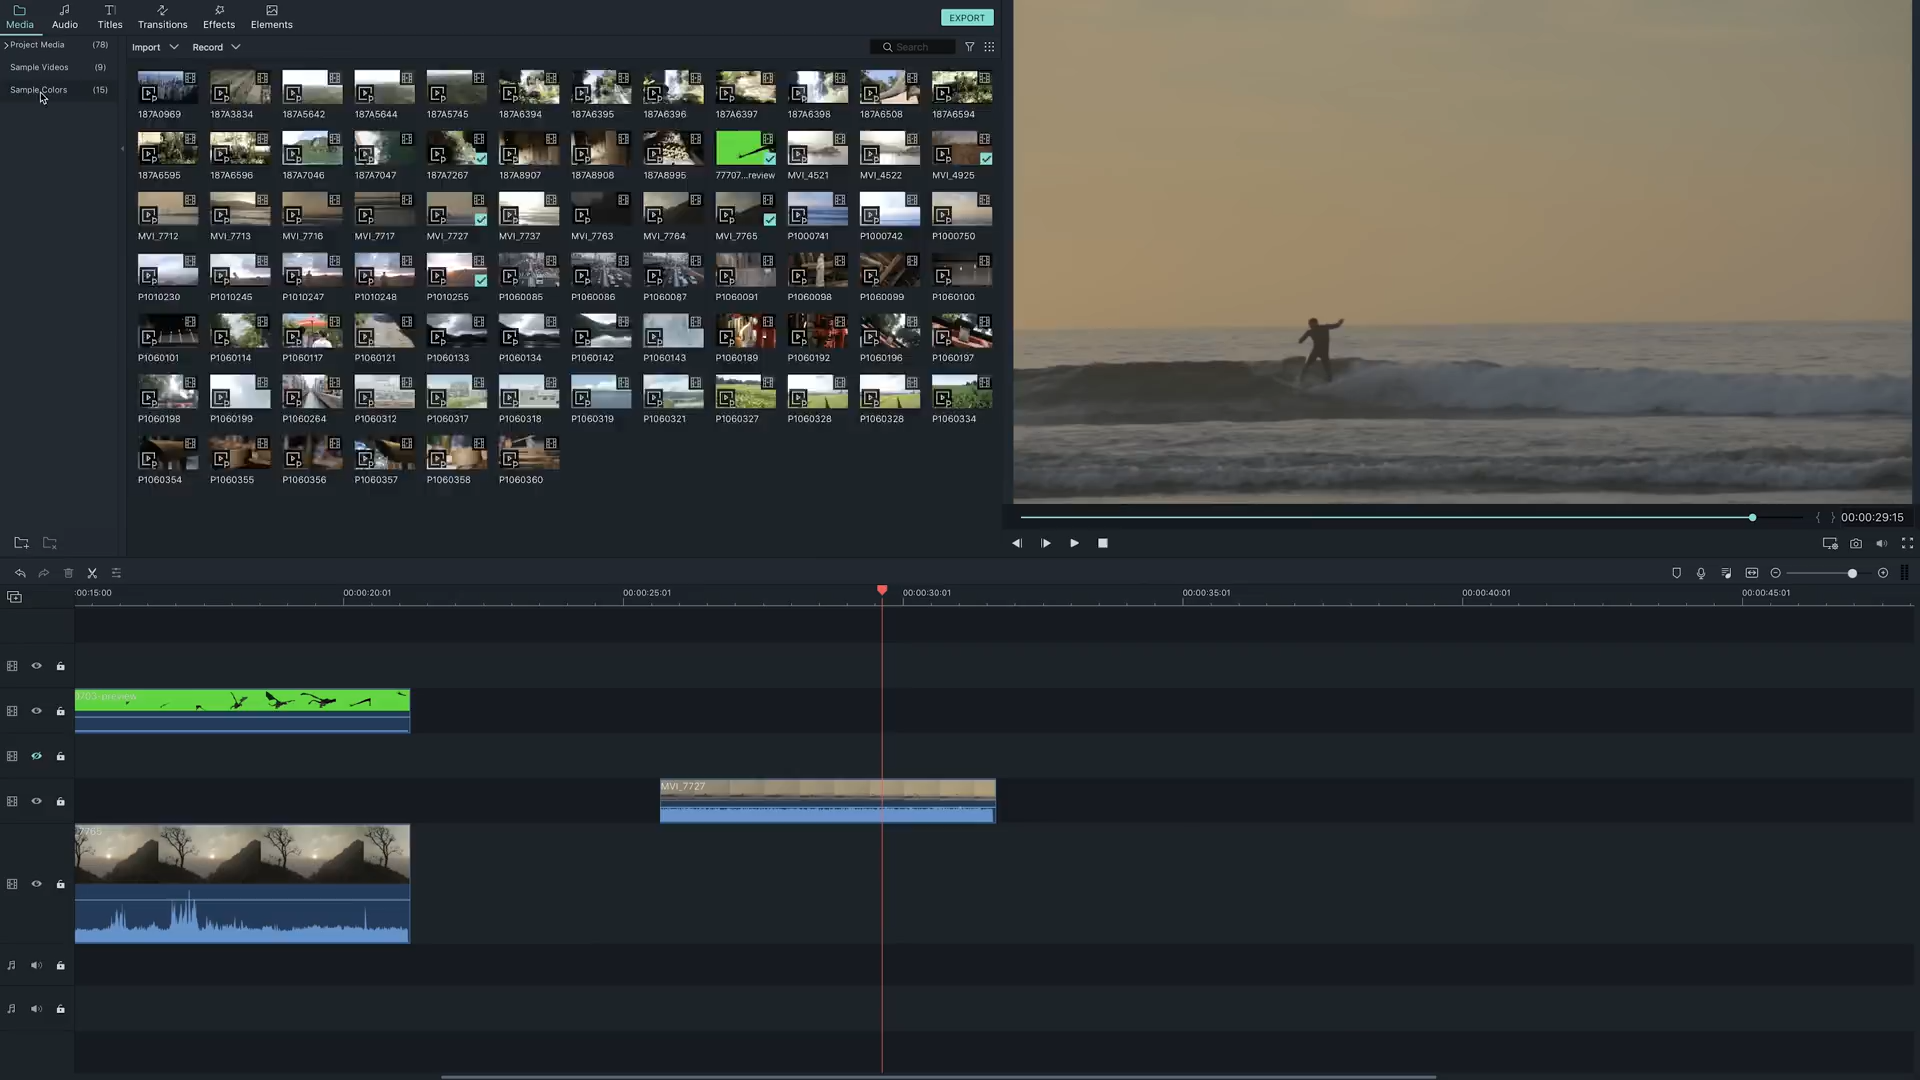 Media Audio Titles Transitions Effects Elements EXPORT
Project Media (78)
Sample Videos (9)
Sample Colors (15)
Import Record Search
187A0969 187A3834 187A5642 187A5644 187A5745 187A6394 187A6395 187A6396 187A6397 187A6398 187A6508 187A6594
187A6595 187A6596 187A7046 187A7047 187A7267 187A8907 187A8908 187A8995 77707...review MVI_4521 MVI_4522 MVI_4925
MVI_7712 MVI_7713 MVI_7716 MVI_7717 MVI_7727 MVI_7737 MVI_7763 MVI_7764 MVI_7765 P1000741 P1000742 P1000750
P1010230 P1010245 P1010247 P1010248 P1010255 P1060085 P1060086 P1060087 P1060091 P1060098 P1060099 P1060100
P1060101 P1060114 P1060117 P1060121 P1060133 P1060134 P1060142 P1060143 P1060189 P1060192 P1060196 P1060197
P1060198 P1060199 P1060264 P1060312 P1060317 P1060318 P1060319 P1060321 P1060327 P1060328 P1060328 P1060334
P1060354 P1060355 P1060356 P1060357 P1060358 P1060360
{ } 00:00:29:15
:00:15:00 00:00:20:01 00:00:25:01 00:00:30:01 00:00:35:01 00:00:40:01 00:00:45:01
0703-preview
MVI_7727
7765